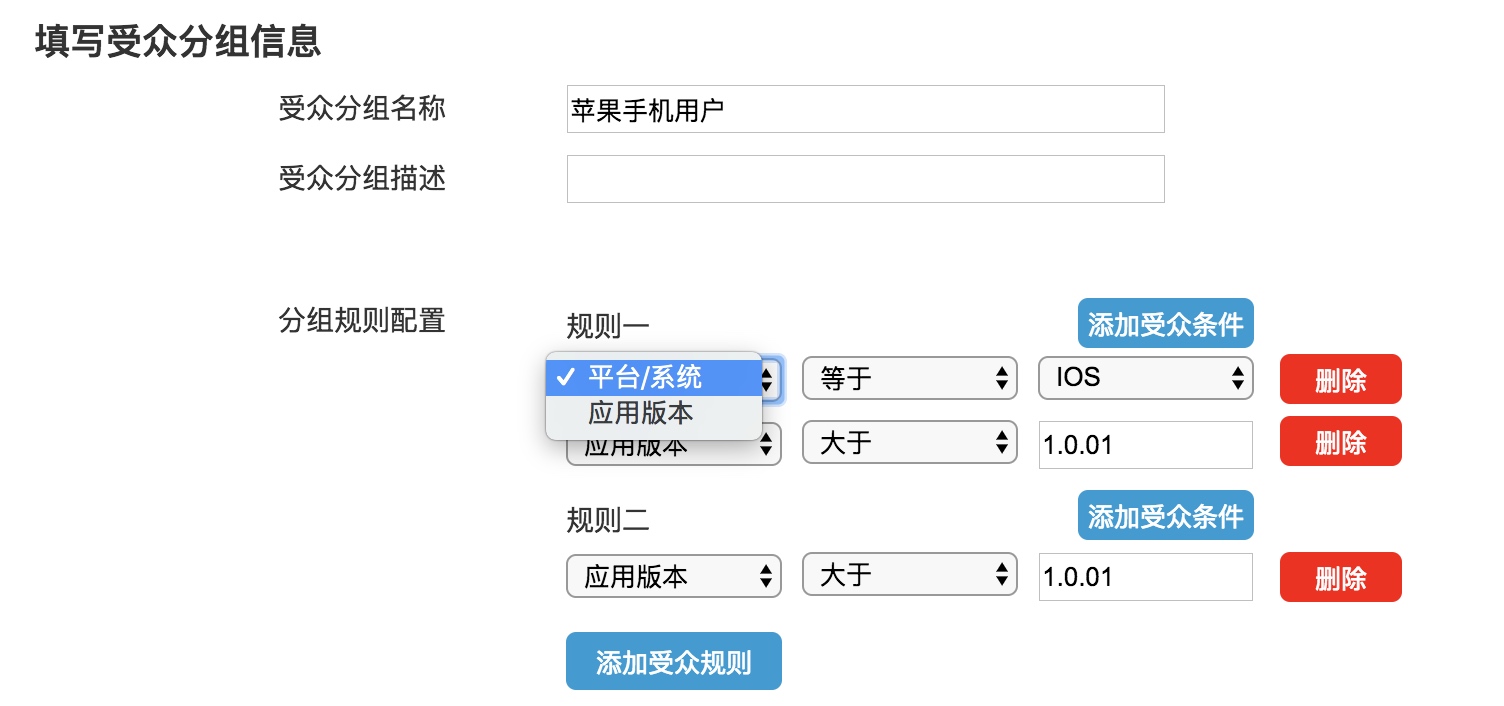 填写受众分组信息
受众分组名称 苹果手机用户
受众分组描述
分组规则配置 规则一 添加受众条件
平台/系统 等于 IOS 删除
应用版本
应用版本 大于 1.0.01 删除
规则二 添加受众条件
应用版本 大于 1.0.01 删除
添加受众规则